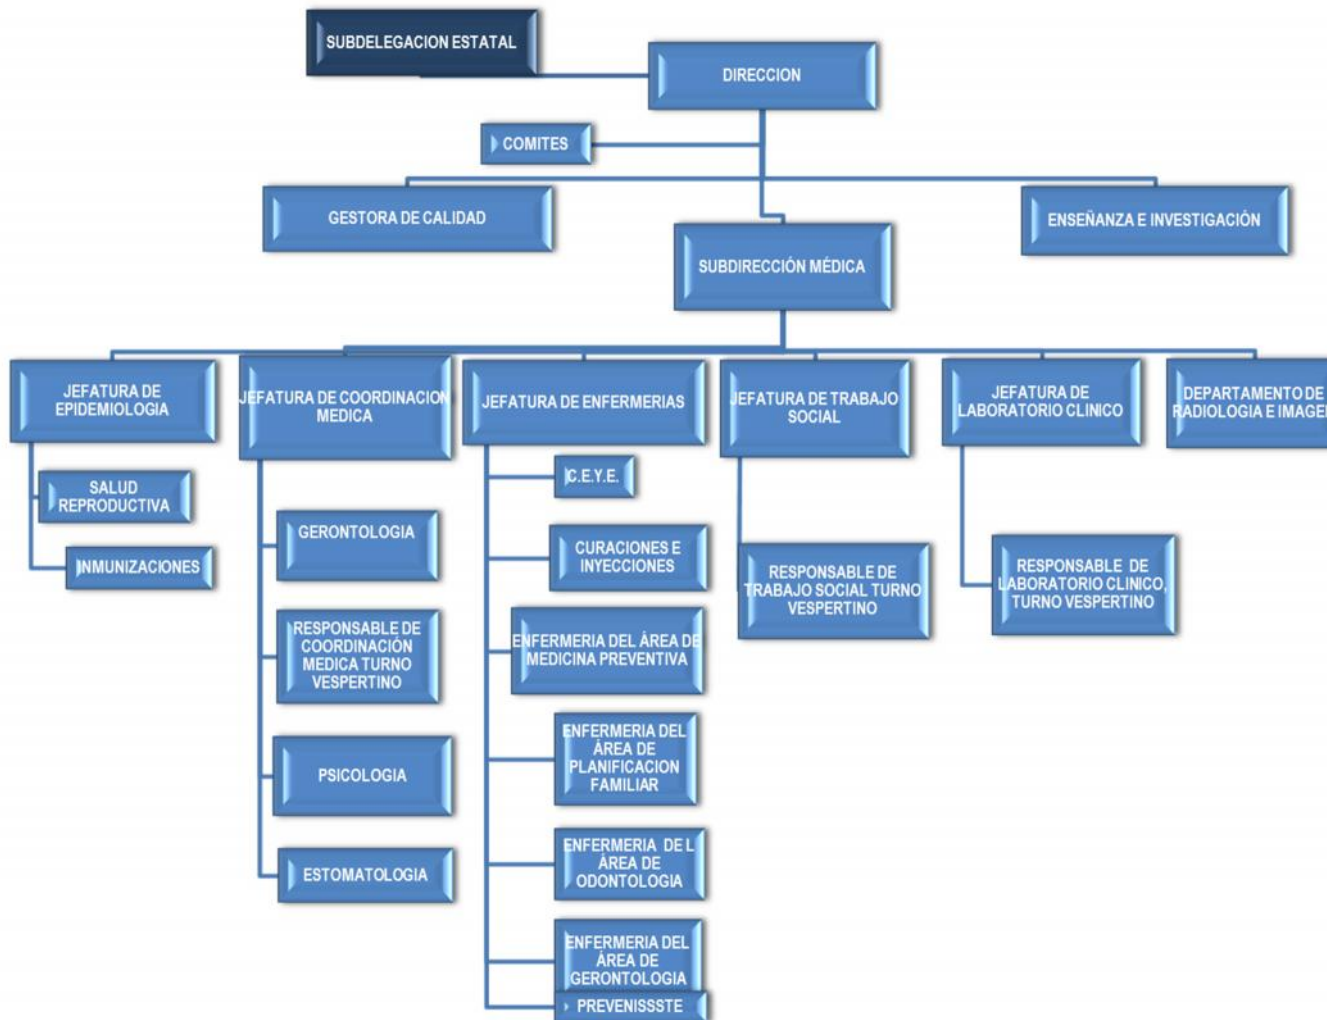 SUBDELEGACION ESTATAL
DIRECCION
COMITES
GESTORA DE CALIDAD
ENSEÑANZA E INVESTIGACIÓN
SUBDIRECCIÓN MÉDICA
JEFATURA DE
EPIDEMIOLOGIA
JEFATURA DE COORDINACION
MEDICA
JEFATURA DE ENFERMERIAS
JEFATURA DE TRABAJO
SOCIAL
JEFATURA DE
LABORATORIO CLINICO
DEPARTAMENTO DE
RADIOLOGIA E IMAGEN
SALUD
REPRODUCTIVA
INMUNIZACIONES
GERONTOLOGIA
RESPONSABLE DE
COORDINACIÓN
MEDICA TURNO
VESPERTINO
PSICOLOGIA
ESTOMATOLOGIA
C.E.Y.E.
CURACIONES E
INYECCIONES
ENFERMERIA DEL ÁREA DE
MEDICINA PREVENTIVA
ENFERMERIA DEL
ÁREA DE
PLANIFICACION
FAMILIAR
ENFERMERIA DE L
ÁREA DE
ODONTOLOGIA
ENFERMERIA DEL
ÁREA DE
GERONTOLOGIA
PREVENISSSTE
RESPONSABLE DE
TRABAJO SOCIAL TURNO
VESPERTINO
RESPONSABLE DE
LABORATORIO CLINICO,
TURNO VESPERTINO